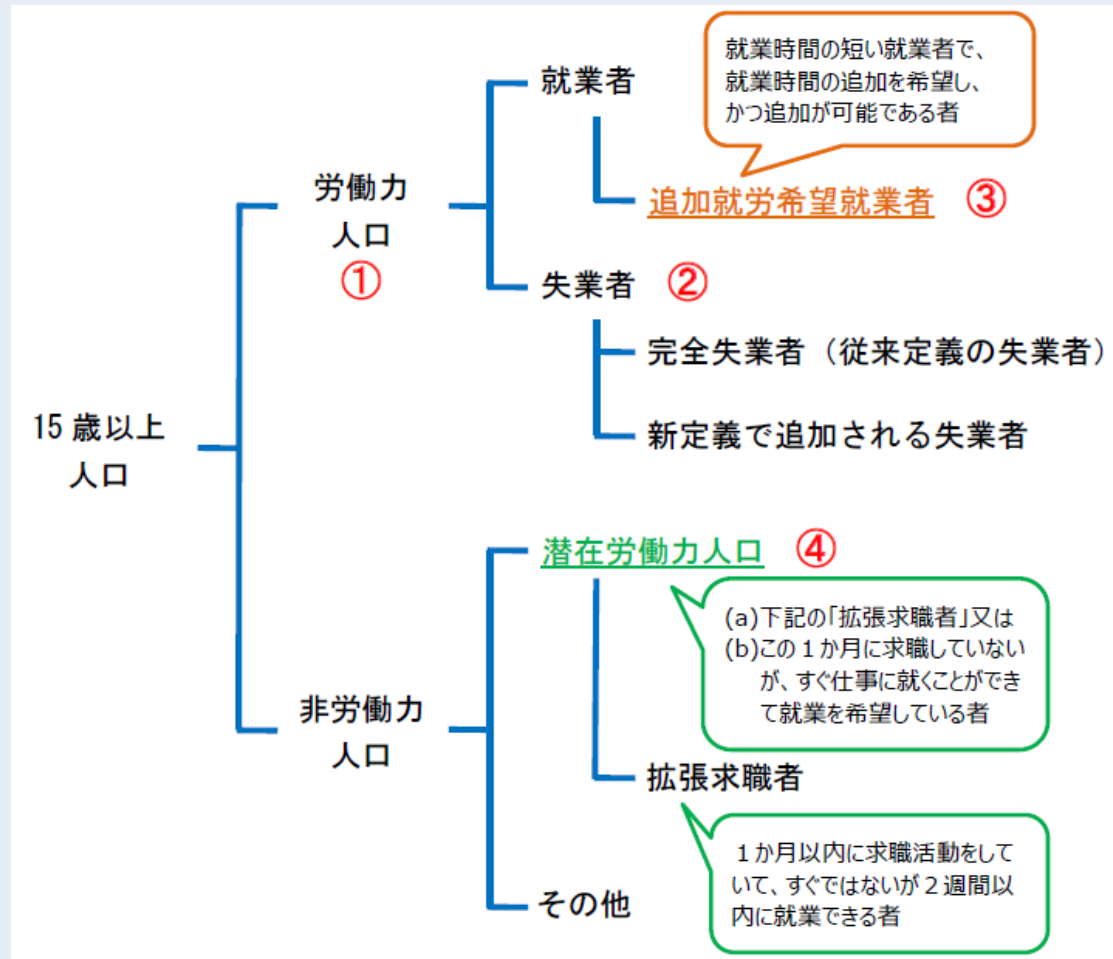 就業時間の短い就業者で、
就業時間の追加を希望し、
かつ追加が可能である者
就業者
労働力
人口
①
追加就労希望就業者 ③
失業者 ②
完全失業者（従来定義の失業者）
新定義で追加される失業者
15 歳以上
人口
潜在労働力人口 ④
(a)下記の「拡張求職者」又は
(b)この１か月に求職していない
が、すぐ仕事に就くことができ
て就業を希望している者
非労働力
人口
拡張求職者
１か月以内に求職活動をして
いて、すぐではないが２週間以
内に就業できる者
その他